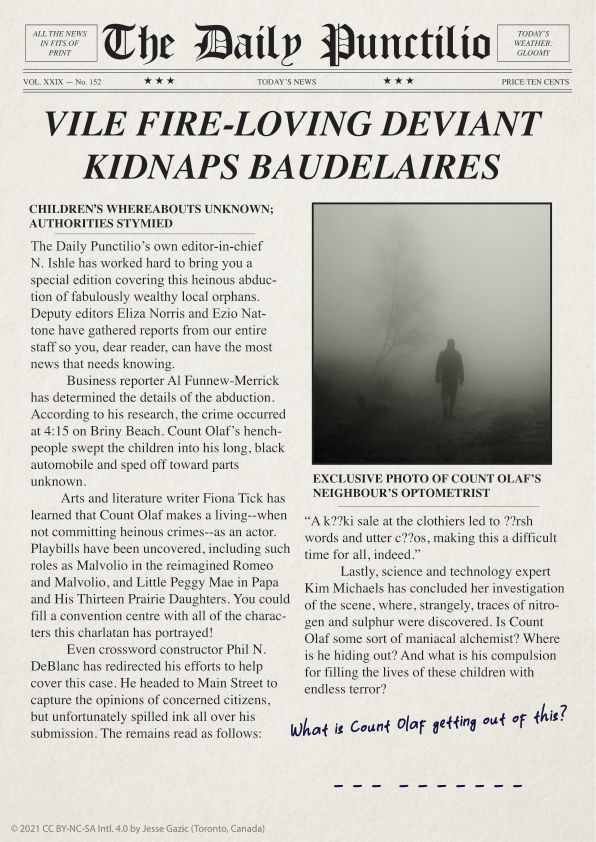 ALL THE NEWS
IN FITS OF
PRINT
The Daily Punctilio
TODAY'S
WEATHER:
GLOOMY
VOL. XXIX — No. 152
★ ★ ★
TODAY'S NEWS
★ ★ ★
PRICE TEN CENTS
VILE FIRE-LOVING DEVIANT
KIDNAPS BAUDELAIRES
CHILDREN'S WHEREABOUTS UNKNOWN;
AUTHORITIES STYMIED
The Daily Punctilio's own editor-in-chief
N. Ishle has worked hard to bring you a
special edition covering this heinous abduc-
tion of fabulously wealthy local orphans.
Deputy editors Eliza Norris and Ezio Nat-
tone have gathered reports from our entire
staff so you, dear reader, can have the most
news that needs knowing.
Business reporter Al Funnew-Merrick
has determined the details of the abduction.
According to his research, the crime occurred
at 4:15 on Briny Beach. Count Olaf's hench-
people swept the children into his long, black
automobile and sped off toward parts
unknown.
Arts and literature writer Fiona Tick has
learned that Count Olaf makes a living--when
not committing heinous crimes--as an actor.
Playbills have been uncovered, including such
roles as Malvolio in the reimagined Romeo
and Malvolio, and Little Peggy Mae in Papa
and His Thirteen Prairie Daughters. You could
fill a convention centre with all of the charac-
ters this charlatan has portrayed!
Even crossword constructor Phil N.
DeBlanc has redirected his efforts to help
cover this case. He headed to Main Street to
capture the opinions of concerned citizens,
but unfortunately spilled ink all over his
submission. The remains read as follows:
EXCLUSIVE PHOTO OF COUNT OLAF'S
NEIGHBOUR'S OPTOMETRIST
“A k??ki sale at the clothiers led to ??rsh
words and utter c??os, making this a difficult
time for all, indeed.”
Lastly, science and technology expert
Kim Michaels has concluded her investigation
of the scene, where, strangely, traces of nitro-
gen and sulphur were discovered. Is Count
Olaf some sort of maniacal alchemist? Where
is he hiding out? And what is his compulsion
for filling the lives of these children with
endless terror?
What is Count Olaf getting out of this?
_ _ _ _ _ _ _ _ _ _
© 2021 CC BY-NC-SA Intl. 4.0 by Jesse Gazic (Toronto, Canada)